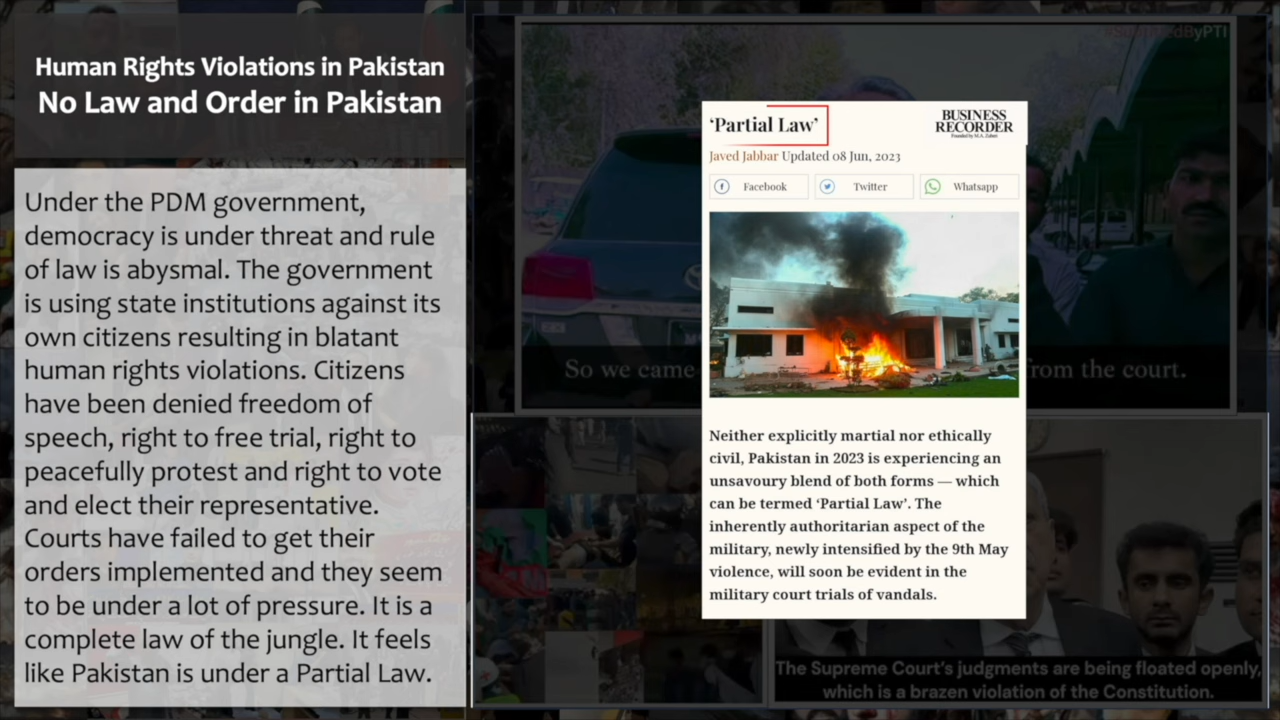 Human Rights Violations in Pakistan
No Law and Order in Pakistan
Under the PDM government,
democracy is under threat and rule
of law is abysmal. The government
is using state institutions against its
own citizens resulting in blatant
human rights violations. Citizens
have been denied freedom of
speech, right to free trial, right to
peacefully protest and right to vote
and elect their representative.
Courts have failed to get their
orders implemented and they seem
to be under a lot of pressure. It is a
complete law of the jungle. It feels
like Pakistan is under a Partial Law.
‘Partial Law’
BUSINESS
RECORDER
Founded by M.A. Zuberi
Javed Jabbar Updated 08 Jun, 2023
Facebook
Twitter
Whatsapp
Neither explicitly martial nor ethically
civil, Pakistan in 2023 is experiencing an
unsavoury blend of both forms — which
can be termed ‘Partial Law’. The
inherently authoritarian aspect of the
military, newly intensified by the 9th May
violence, will soon be evident in the
military court trials of vandals.
So we came from the court.
The Supreme Court's judgments are being floated openly,
which is a brazen violation of the Constitution.